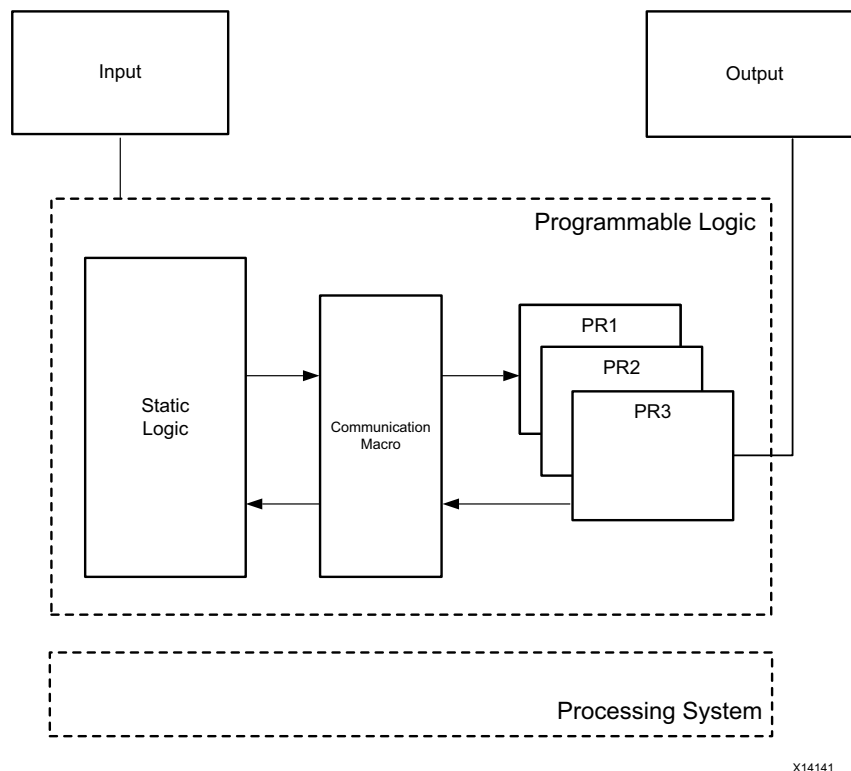 Input
Output
Programmable Logic
PR1
PR2
PR3
Static
Logic
Communication
Macro
Processing System
X14141